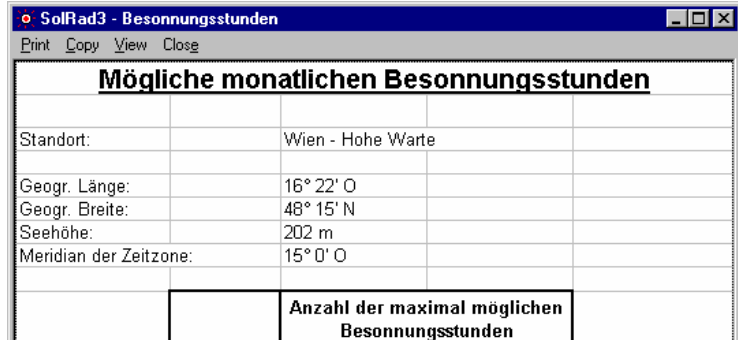 SolRad3 - Besonnungsstunden
Print Copy View Close
Mögliche monatlichen Besonnungsstunden
Standort: Wien - Hohe Warte
Geogr. Länge: 16° 22' O
Geogr. Breite: 48° 15' N
Seehöhe: 202 m
Meridian der Zeitzone: 15° 0' O
Anzahl der maximal möglichen
Besonnungsstunden